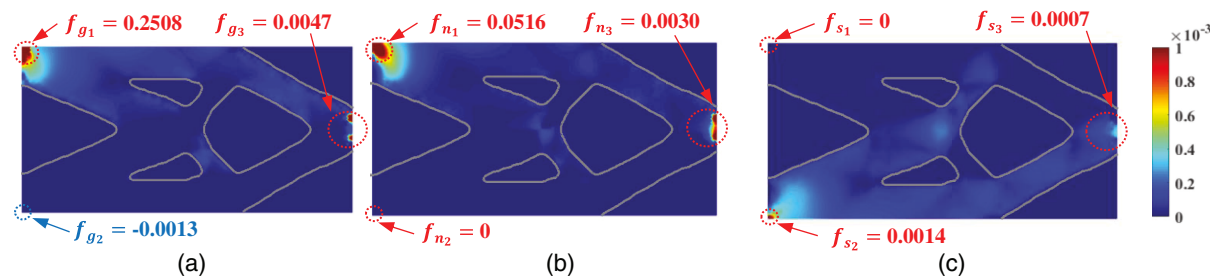 f_{g_1} = 0.2508
f_{g_3} = 0.0047
f_{g_2} = -0.0013
(a)
f_{n_1} = 0.0516
f_{n_3} = 0.0030
f_{n_2} = 0
(b)
f_{s_1} = 0
f_{s_3} = 0.0007
f_{s_2} = 0.0014
(c)
×10⁻³
1
0.8
0.6
0.4
0.2
0